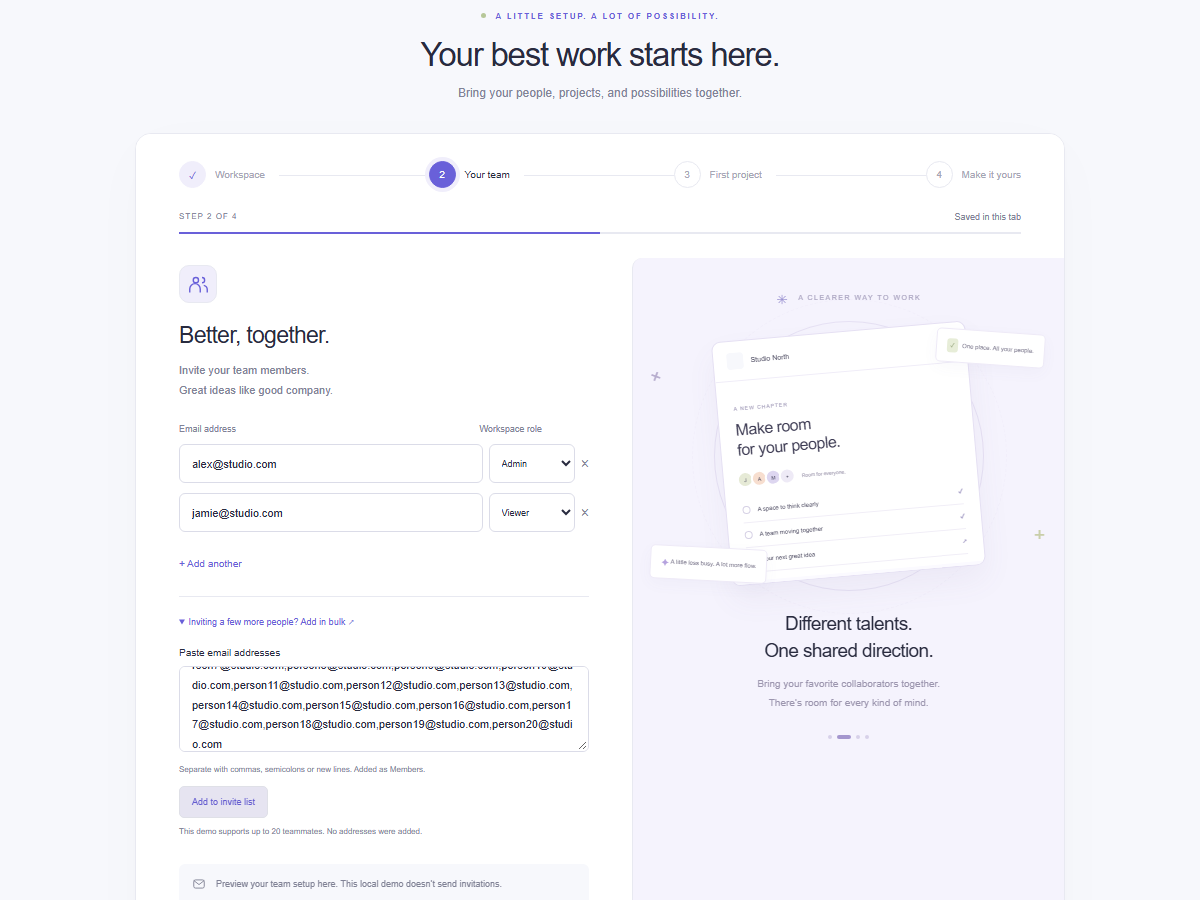 A LITTLE SETUP. A LOT OF POSSIBILITY.
Your best work starts here.
Bring your people, projects, and possibilities together.
✓ Workspace
2 Your team
3 First project
4 Make it yours
STEP 2 OF 4
Saved in this tab
Better, together.
Invite your team members.
Great ideas like good company.
Email address
Workspace role
alex@studio.com
Admin
×
jamie@studio.com
Viewer
×
+ Add another
▼ Inviting a few more people? Add in bulk ↗
Paste email addresses
dio.com,person11@studio.com,person12@studio.com,person13@studio.com,
person14@studio.com,person15@studio.com,person16@studio.com,person1
7@studio.com,person18@studio.com,person19@studio.com,person20@studi
o.com
Separate with commas, semicolons or new lines. Added as Members.
Add to invite list
This demo supports up to 20 teammates. No addresses were added.
Preview your team setup here. This local demo doesn't send invitations.
A CLEARER WAY TO WORK
One place. All your people.
Studio North
A NEW CHAPTER
Make room
for your people.
J A M +
Room for everyone.
A space to think clearly
A team moving together
ur next great idea
A little less busy. A lot more flow.
Different talents.
One shared direction.
Bring your favorite collaborators together.
There's room for every kind of mind.